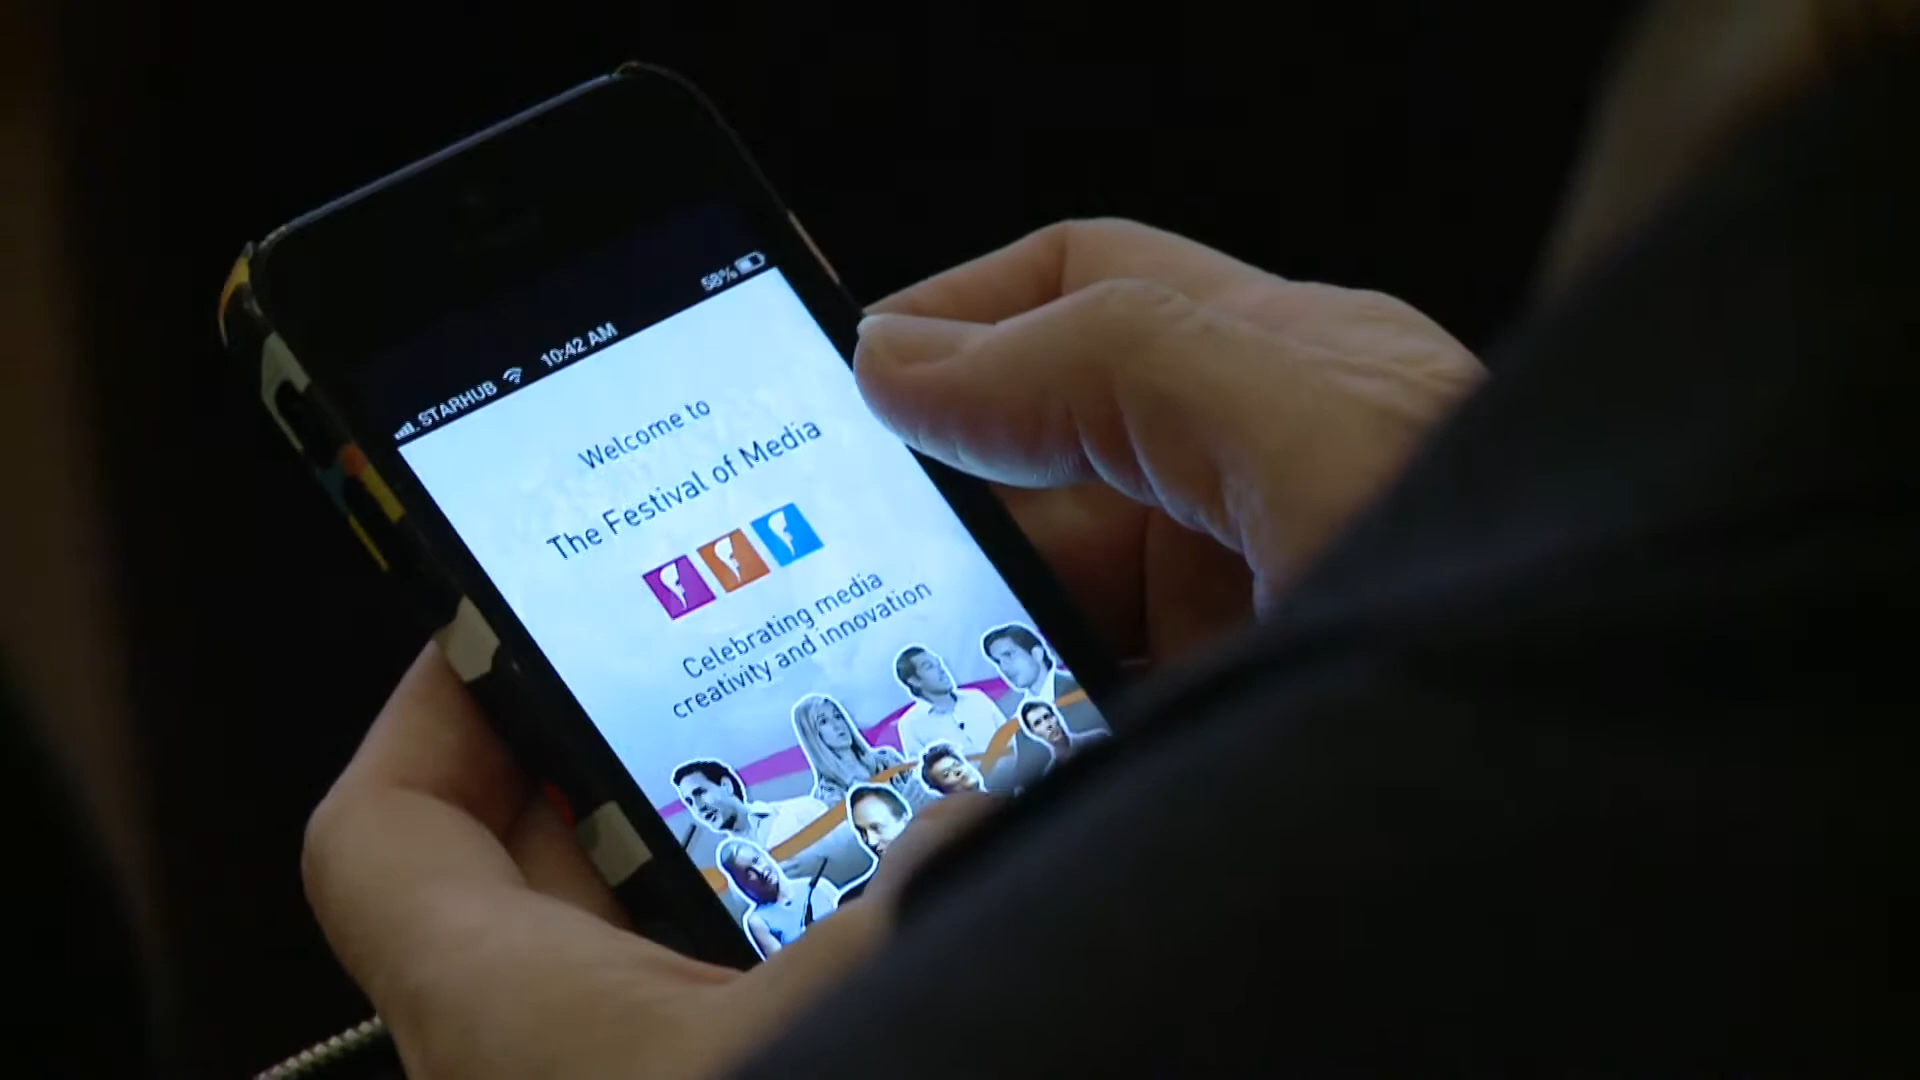 STARHUB 10:42 AM 58%
Welcome to
The Festival of Media
F F F
Celebrating media
creativity and innovation